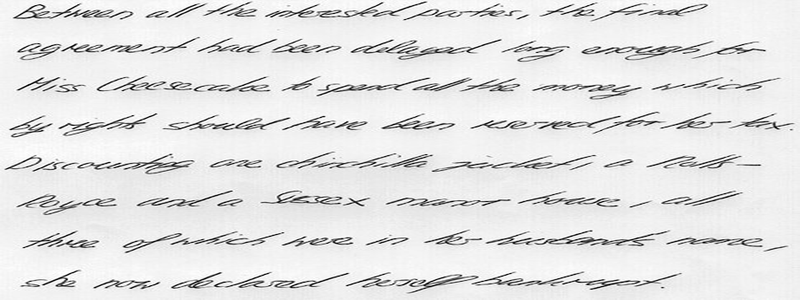 Between all the interested parties, the final
agreement had been delayed long enough for
Miss Cheesecake to spend all the money which
by rights should have been reserved for her tax.
Discounting one chinchilla jacket, a Rolls-
Royce and a Sussex manor house, all
three of which were in her husband's name,
she now declared herself bankrupt.